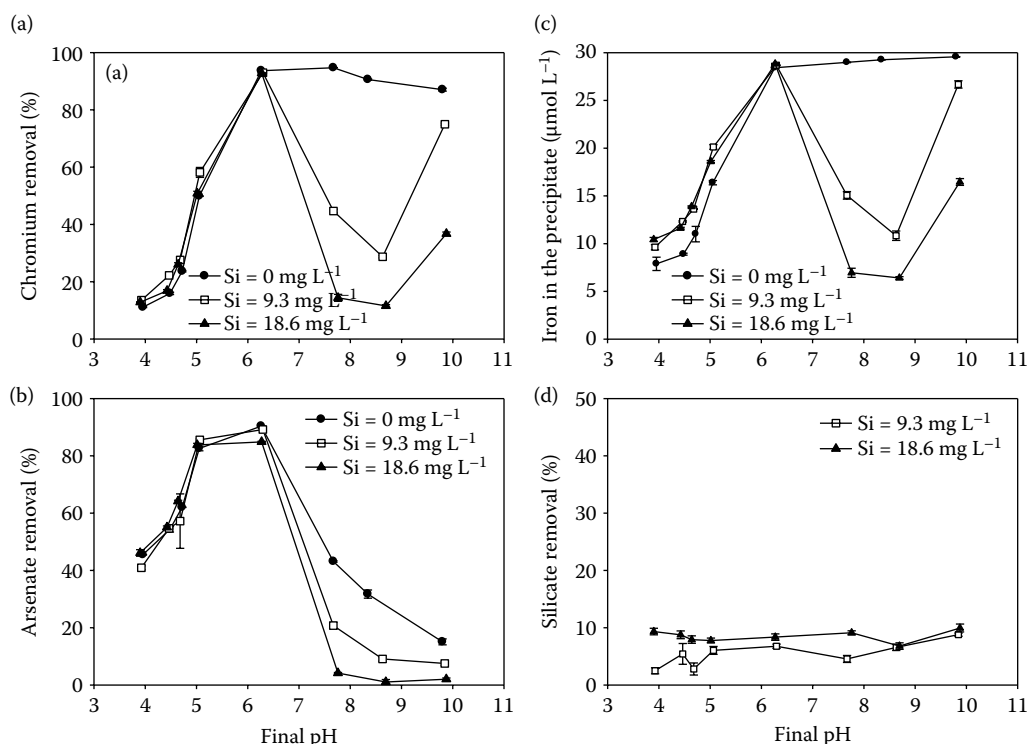 (a)
100
80
60
40
20
0
Chromium removal (%)
(a)
Si = 0 mg L⁻¹
Si = 9.3 mg L⁻¹
Si = 18.6 mg L⁻¹
3 4 5 6 7 8 9 10 11
(b)
100
80
60
40
20
0
Arsenate removal (%)
Si = 0 mg L⁻¹
Si = 9.3 mg L⁻¹
Si = 18.6 mg L⁻¹
3 4 5 6 7 8 9 10 11
Final pH
(c)
30
25
20
15
10
5
0
Iron in the precipitate (μmol L⁻¹)
Si = 0 mg L⁻¹
Si = 9.3 mg L⁻¹
Si = 18.6 mg L⁻¹
3 4 5 6 7 8 9 10 11
(d)
50
40
30
20
10
0
Silicate removal (%)
Si = 9.3 mg L⁻¹
Si = 18.6 mg L⁻¹
3 4 5 6 7 8 9 10 11
Final pH